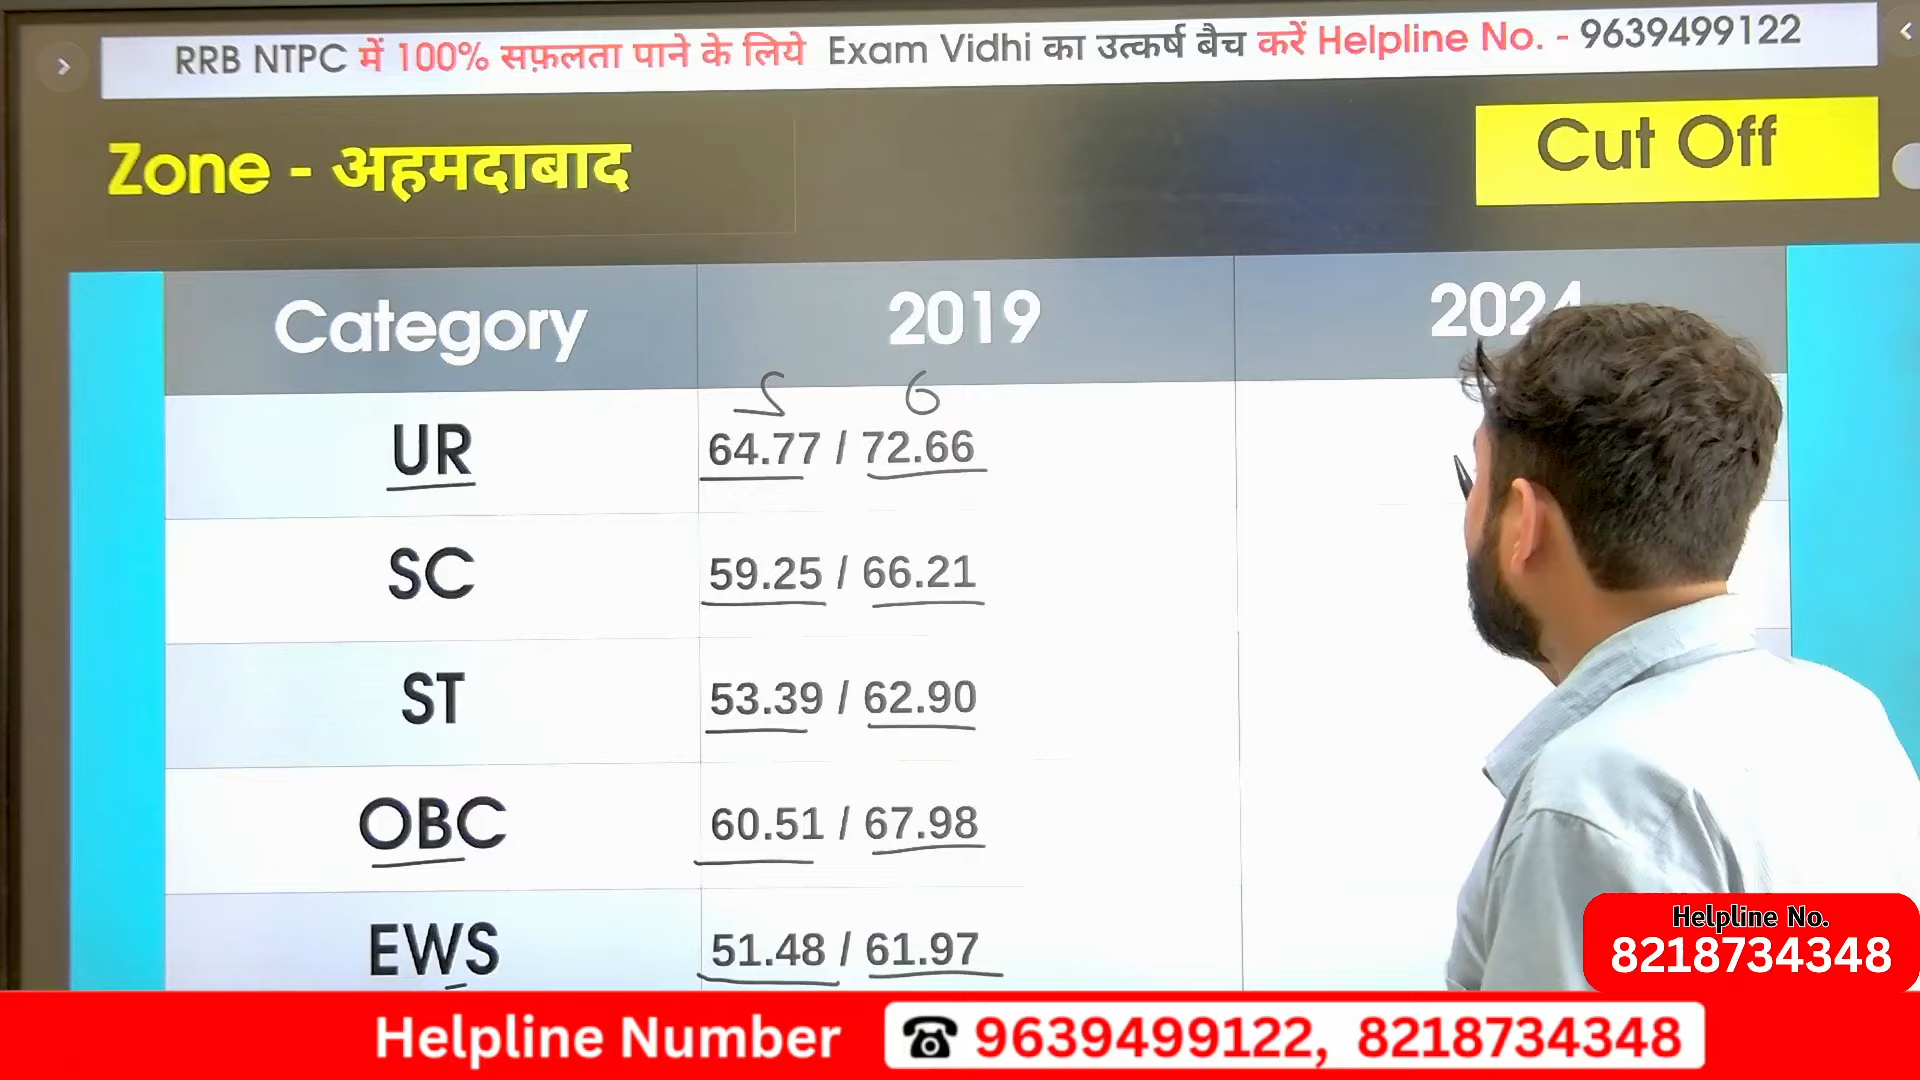 RRB NTPC में 100% सफ़लता पाने के लिये Exam Vidhi का उत्कर्ष बैच करें Helpline No. - 9639499122
Zone - अहमदाबाद
Cut Off
Category 2019 2024
5 6
UR 64.77 / 72.66
SC 59.25 / 66.21
ST 53.39 / 62.90
OBC 60.51 / 67.98
EWS 51.48 / 61.97
Helpline No.
8218734348
Helpline Number 9639499122, 8218734348